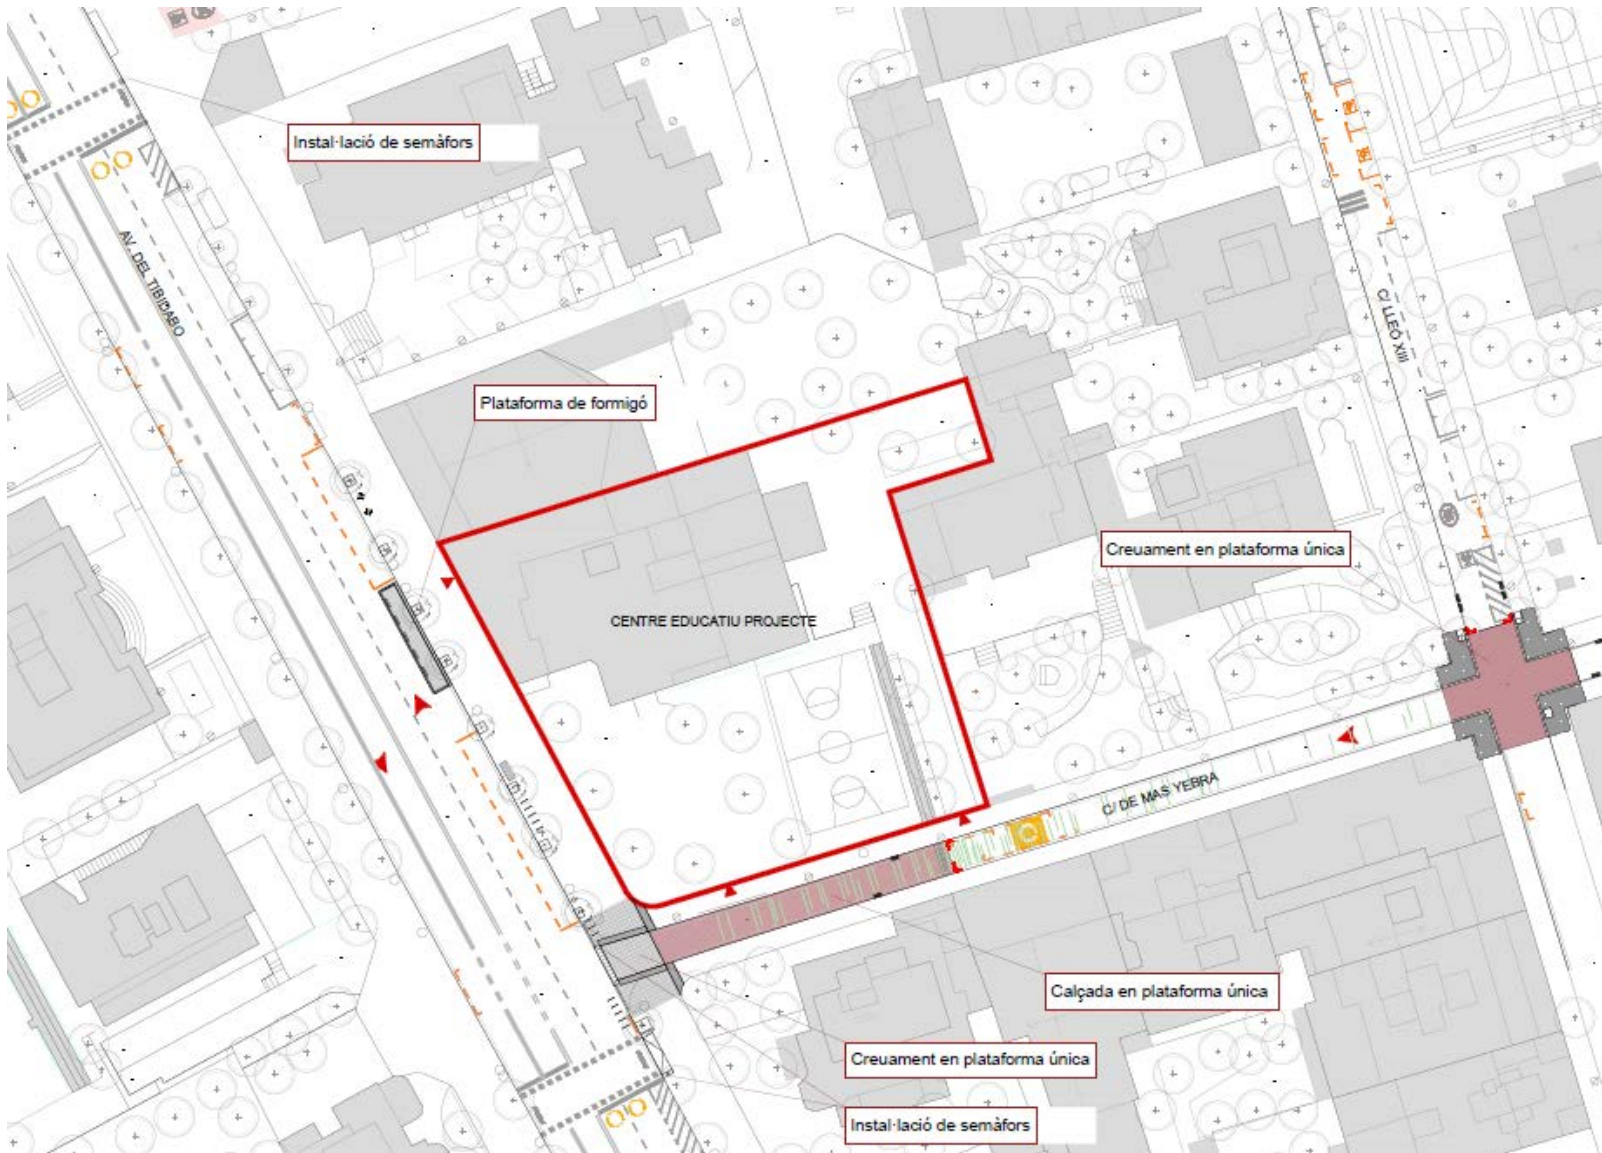 Instal·lació de semàfors
AV. DEL TIBIDABO
C/ LLEÓ XIII
Plataforma de formigó
Creuament en plataforma única
CENTRE EDUCATIU PROJECTE
C/ DE MAS YEBRA
Calçada en plataforma única
Creuament en plataforma única
Instal·lació de semàfors